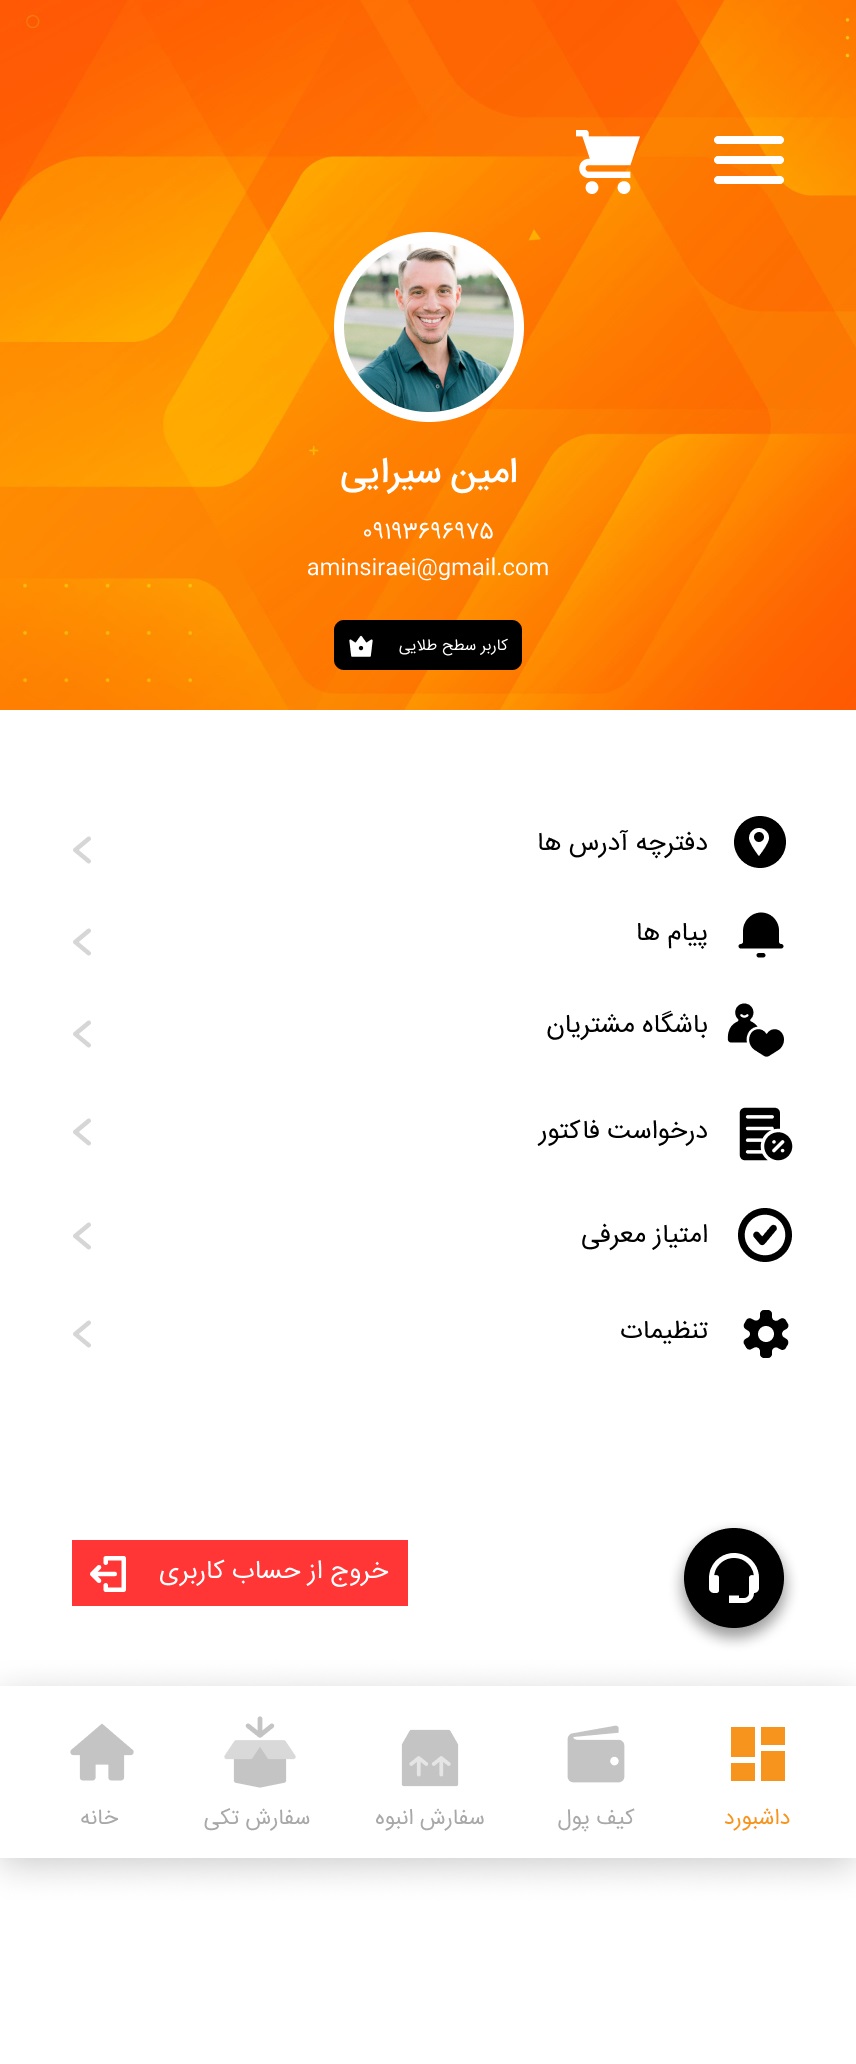 امین سیرایی
۰۹۱۹۳۶۹۶۹۷۵
aminsiraei@gmail.com
کاربر سطح طلایی
دفترچه آدرس ها
پیام ها
باشگاه مشتریان
درخواست فاکتور
امتیاز معرفی
تنظیمات
خروج از حساب کاربری
داشبورد
کیف پول
سفارش انبوه
سفارش تکی
خانه